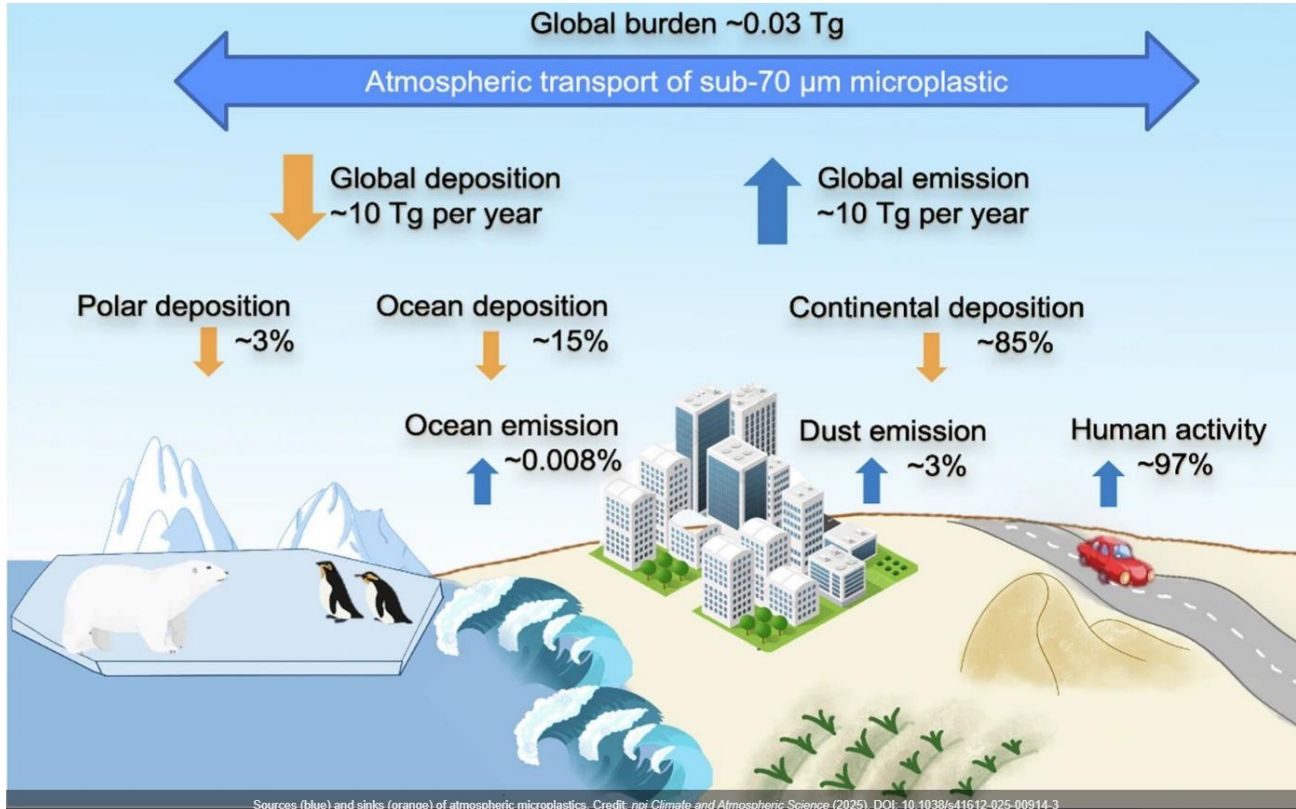 Global burden ~0.03 Tg
Atmospheric transport of sub-70 µm microplastic
Global deposition
~10 Tg per year
Global emission
~10 Tg per year
Polar deposition
~3%
Ocean deposition
~15%
Continental deposition
~85%
Ocean emission
~0.008%
Dust emission
~3%
Human activity
~97%
Sources (blue) and sinks (orange) of atmospheric microplastics. Credit: npj Climate and Atmospheric Science (2025). DOI: 10.1038/s41612-025-00914-3